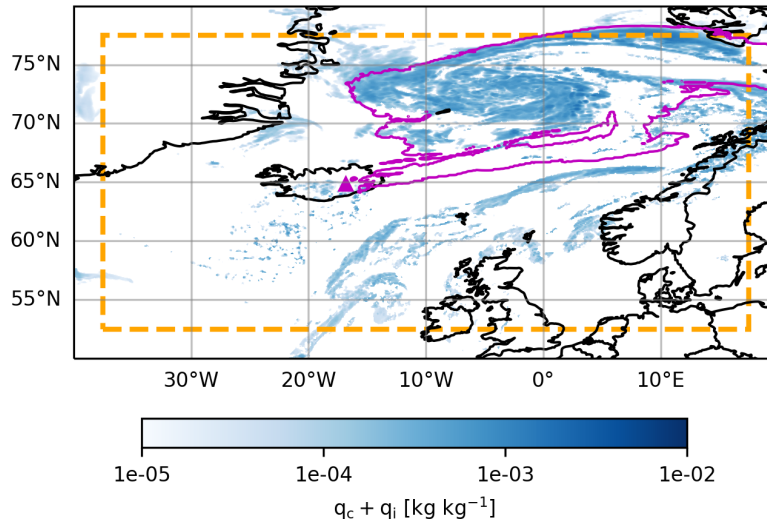 75°N
70°N
65°N
60°N
55°N
30°W 20°W 10°W 0° 10°E
1e-05 1e-04 1e-03 1e-02
q_c + q_i [kg kg⁻¹]